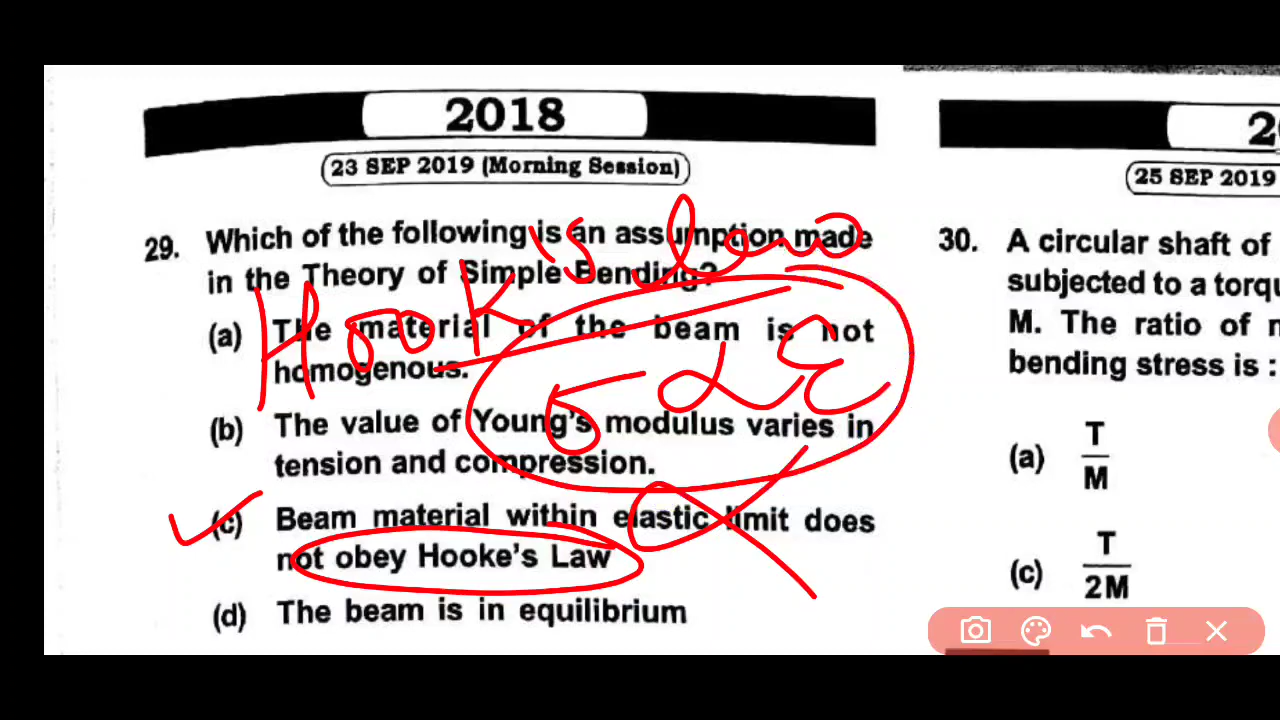 2018
23 SEP 2019 (Morning Session)
29. Which of the following is an assumption made
in the Theory of Simple Bending?
(a) The material of the beam is not
homogenous.
(b) The value of Young's modulus varies in
tension and compression.
(c) Beam material within elastic limit does
not obey Hooke's Law
(d) The beam is in equilibrium
Hook is
σ α ε
2
25 SEP 2019
30. A circular shaft of
subjected to a torqu
M. The ratio of m
bending stress is :
(a) T
M
(c) T
2M